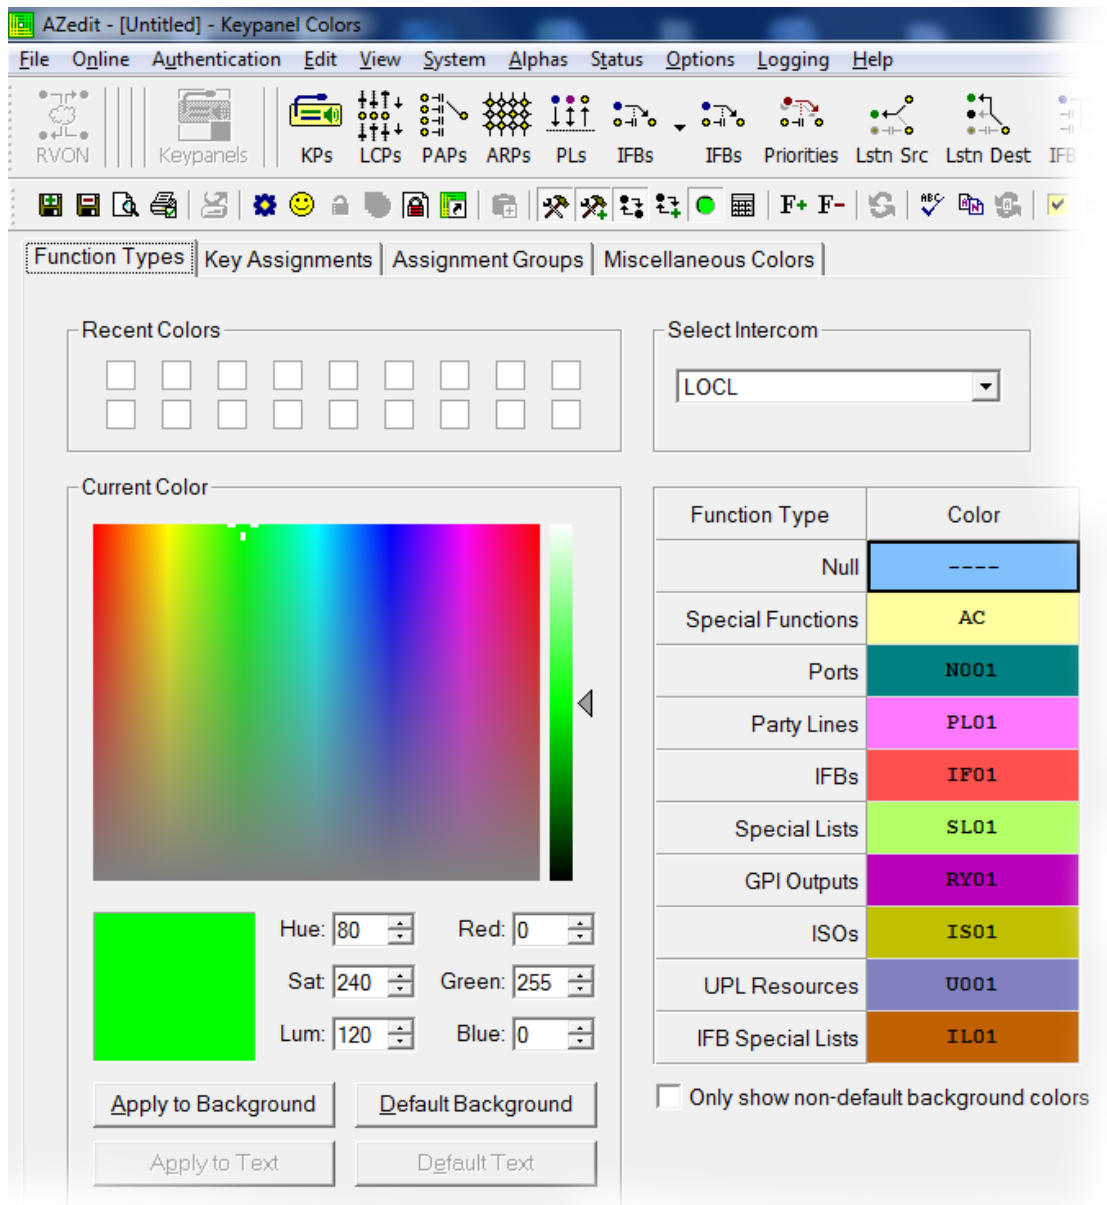 AZedit - [Untitled] - Keypanel Colors
File Online Authentication Edit View System Alphas Status Options Logging Help
RVON Keypanels KPs LCPs PAPs ARPs PLs IFBs IFBs Priorities Lstn Src Lstn Dest IFB
F+ F- ABC
Function Types Key Assignments Assignment Groups Miscellaneous Colors
Recent Colors Select Intercom
LOCL
Current Color
Function Type Color
Null ----
Special Functions AC
Ports N001
Party Lines PL01
IFBs IF01
Special Lists SL01
GPI Outputs RY01
Hue: 80 Red: 0
ISOs IS01
Sat: 240 Green: 255
UPL Resources U001
Lum: 120 Blue: 0
IFB Special Lists IL01
Apply to Background Default Background
Only show non-default background colors
Apply to Text Default Text